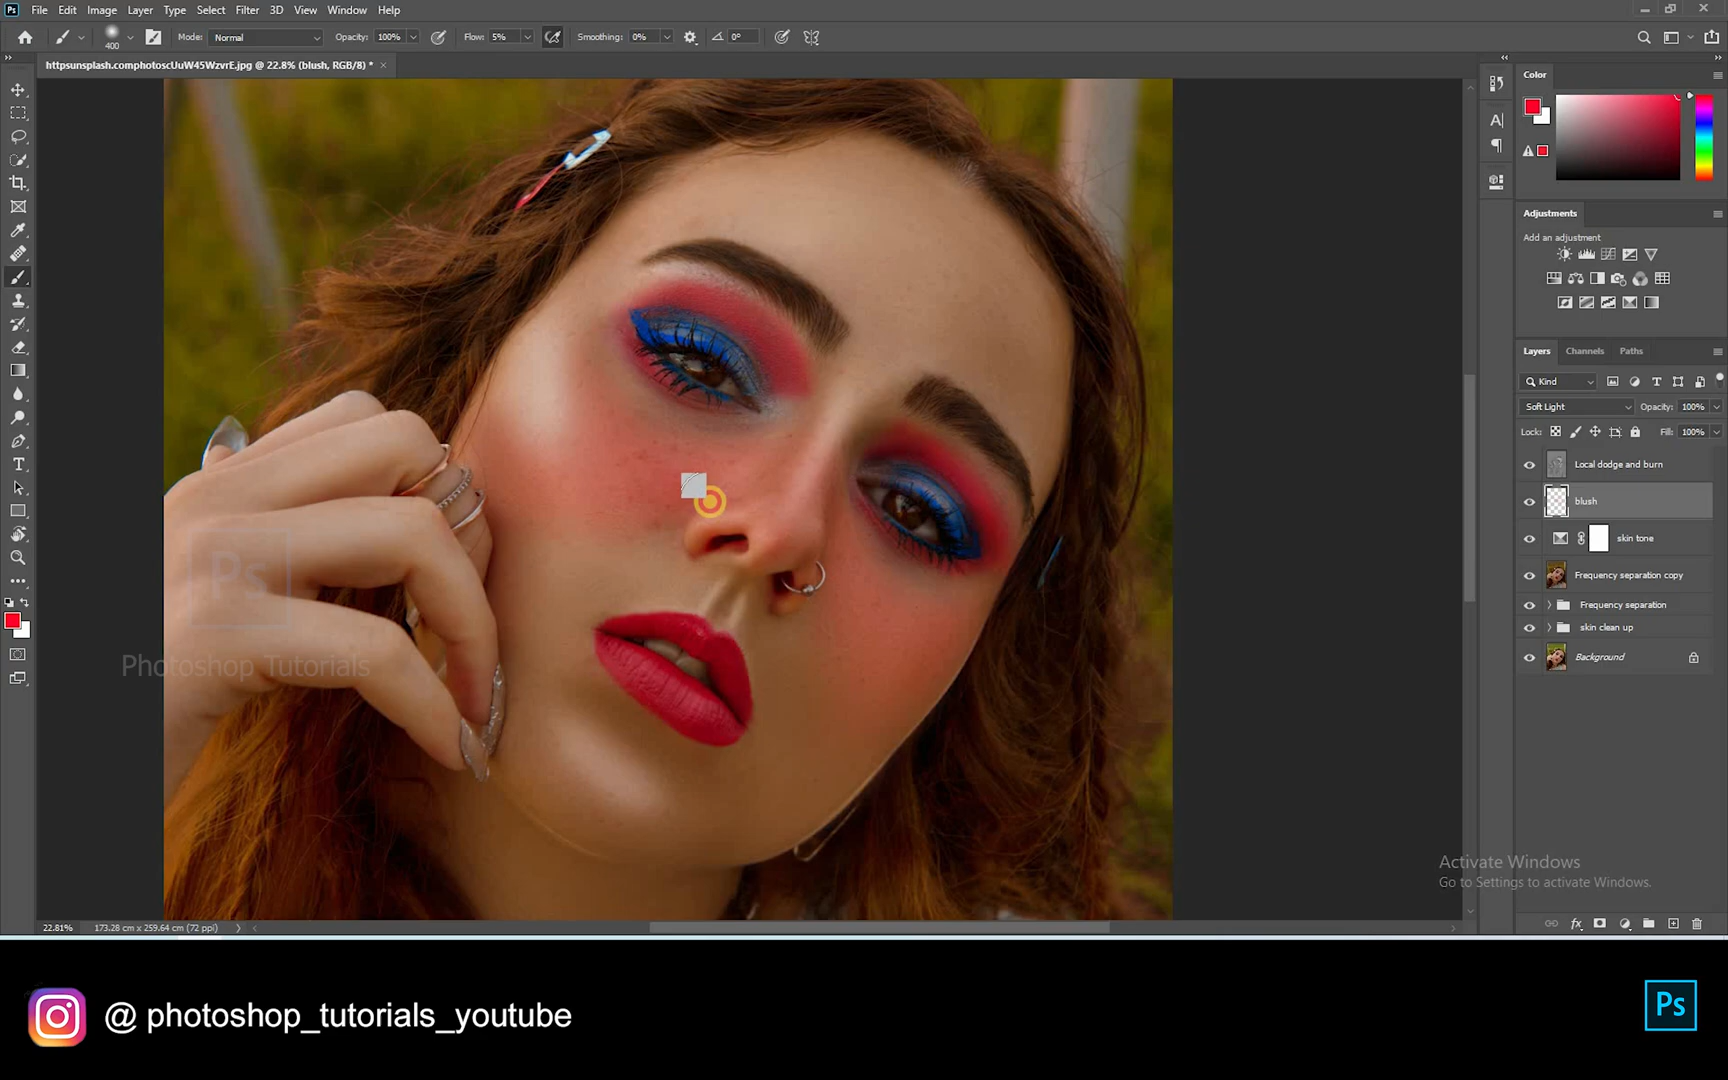 Ps File Edit Image Layer Type Select Filter 3D View Window Help
400 Mode: Normal Opacity: 100% Flow: 5% Smoothing: 0% 0°
httpsunsplash.comphotoscUuW45WzvrE.jpg @ 22.8% (blush, RGB/8) *
Color
Adjustments
Add an adjustment
Layers Channels Paths
Kind
Soft Light Opacity: 100%
Lock: Fill: 100%
Local dodge and burn
blush
skin tone
Frequency separation copy
Frequency separation
skin clean up
Background
Ps
Photoshop Tutorials
Activate Windows
Go to Settings to activate Windows.
22.81% 173.28 cm x 259.64 cm (72 ppi)
@ photoshop_tutorials_youtube
Ps